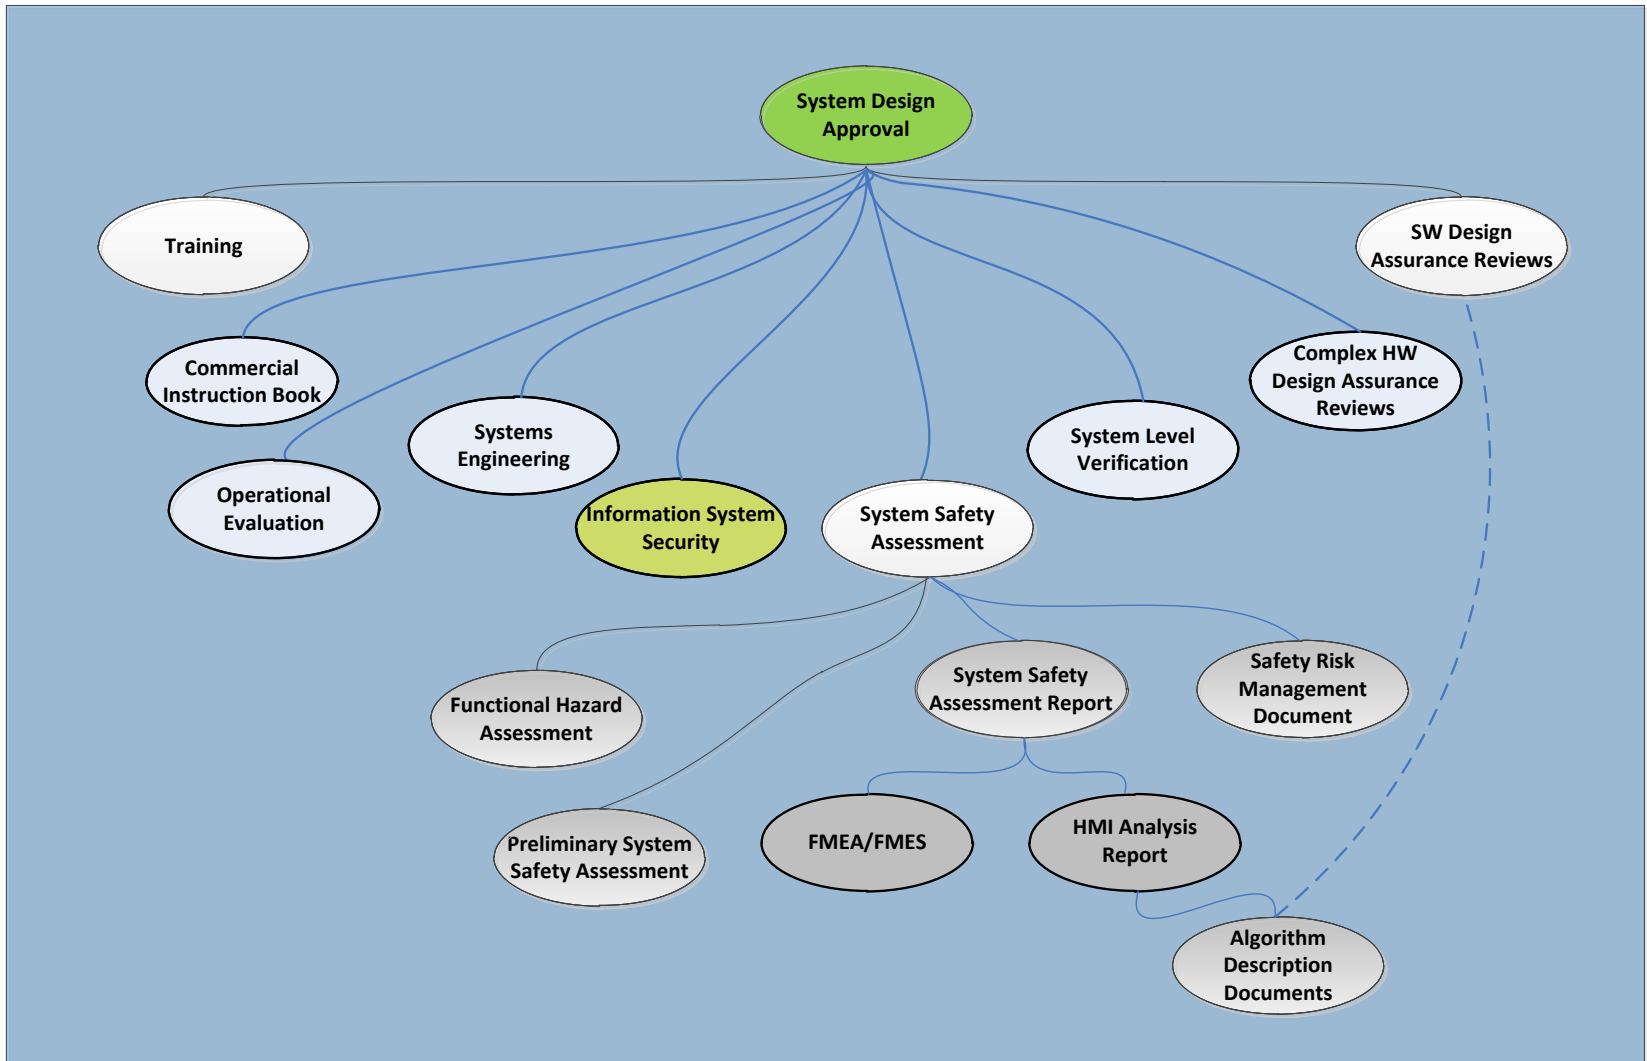 System Design
Approval
Training
SW Design
Assurance Reviews
Commercial
Instruction Book
Complex HW
Design Assurance
Reviews
Systems
Engineering
System Level
Verification
Operational
Evaluation
Information System
Security
System Safety
Assessment
Functional Hazard
Assessment
System Safety
Assessment Report
Safety Risk
Management
Document
Preliminary System
Safety Assessment
FMEA/FMES
HMI Analysis
Report
Algorithm
Description
Documents